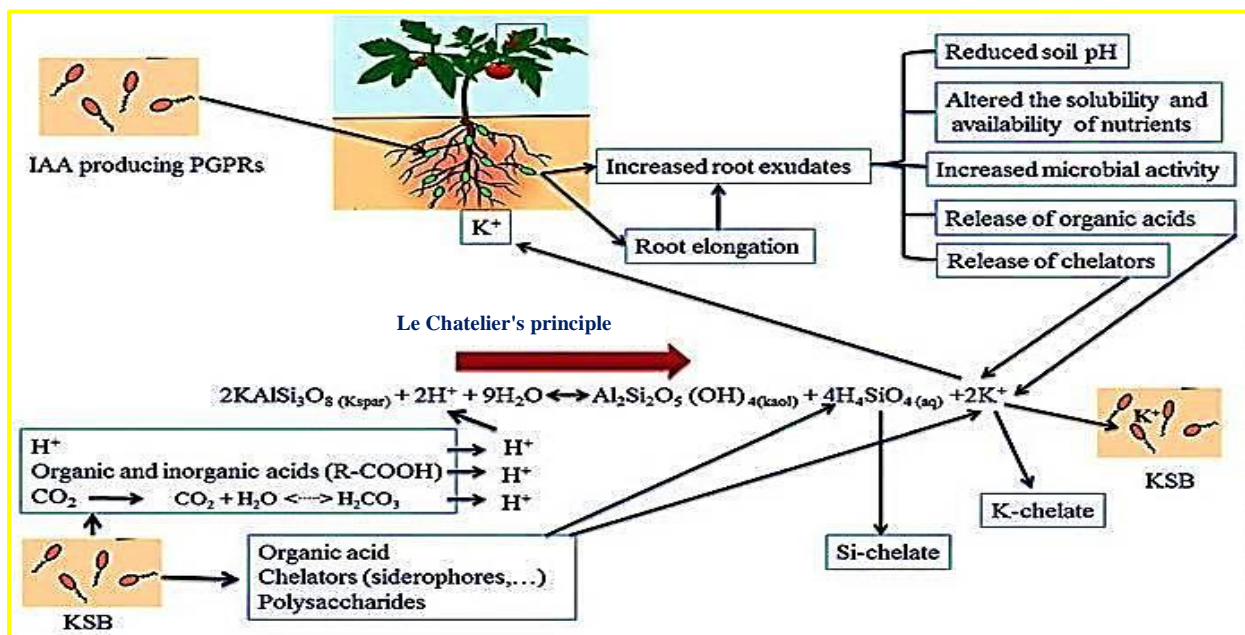 Reduced soil pH
Altered the solubility and
availability of nutrients
IAA producing PGPRs
Increased root exudates
Increased microbial activity
K⁺
Root elongation
Release of organic acids
Release of chelators
Le Chatelier's principle
2KAlSi₃O₈ (Kspar) + 2H⁺ + 9H₂O ↔ Al₂Si₂O₅ (OH) ₄(kaol) + 4H₄SiO₄ (aq) +2K⁺
K⁺
KSB
H⁺
H⁺
Organic and inorganic acids (R-COOH)
H⁺
CO₂ → CO₂ + H₂O <····> H₂CO₃
H⁺
K-chelate
Si-chelate
Organic acid
Chelators (siderophores,...)
Polysaccharides
KSB